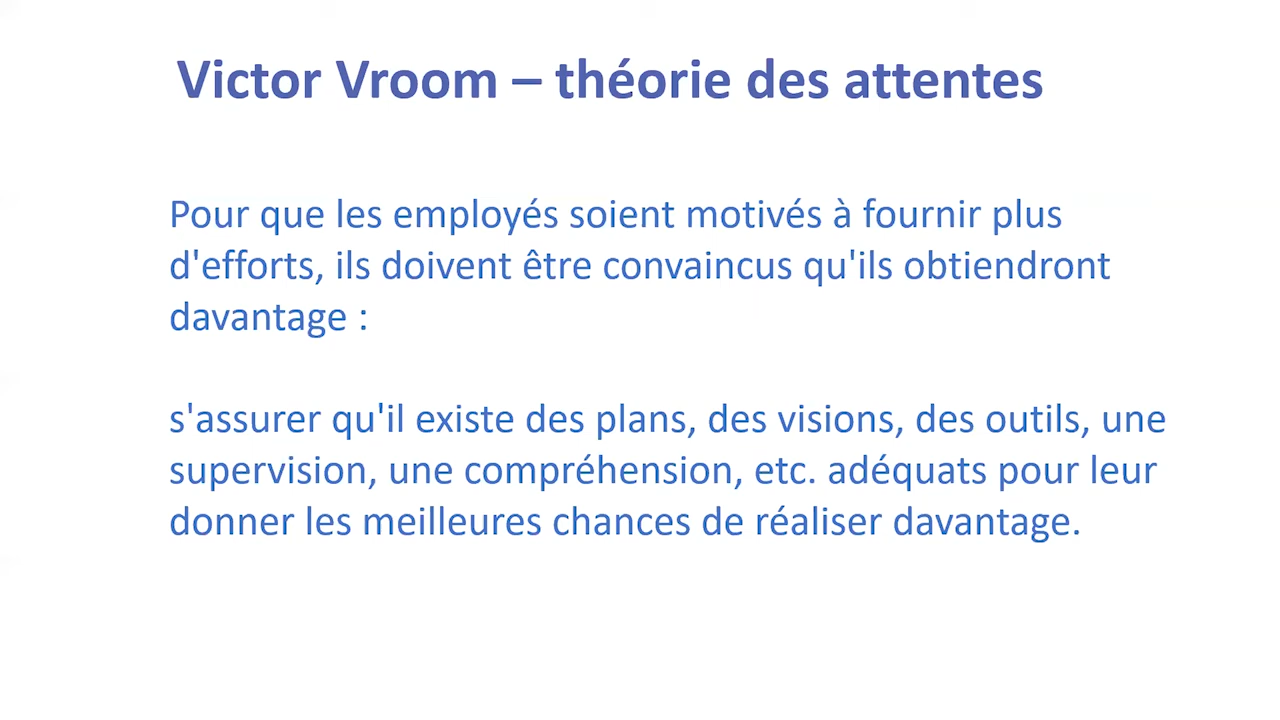 Victor Vroom – théorie des attentes
Pour que les employés soient motivés à fournir plus
d'efforts, ils doivent être convaincus qu'ils obtiendront
davantage :
s'assurer qu'il existe des plans, des visions, des outils, une
supervision, une compréhension, etc. adéquats pour leur
donner les meilleures chances de réaliser davantage.